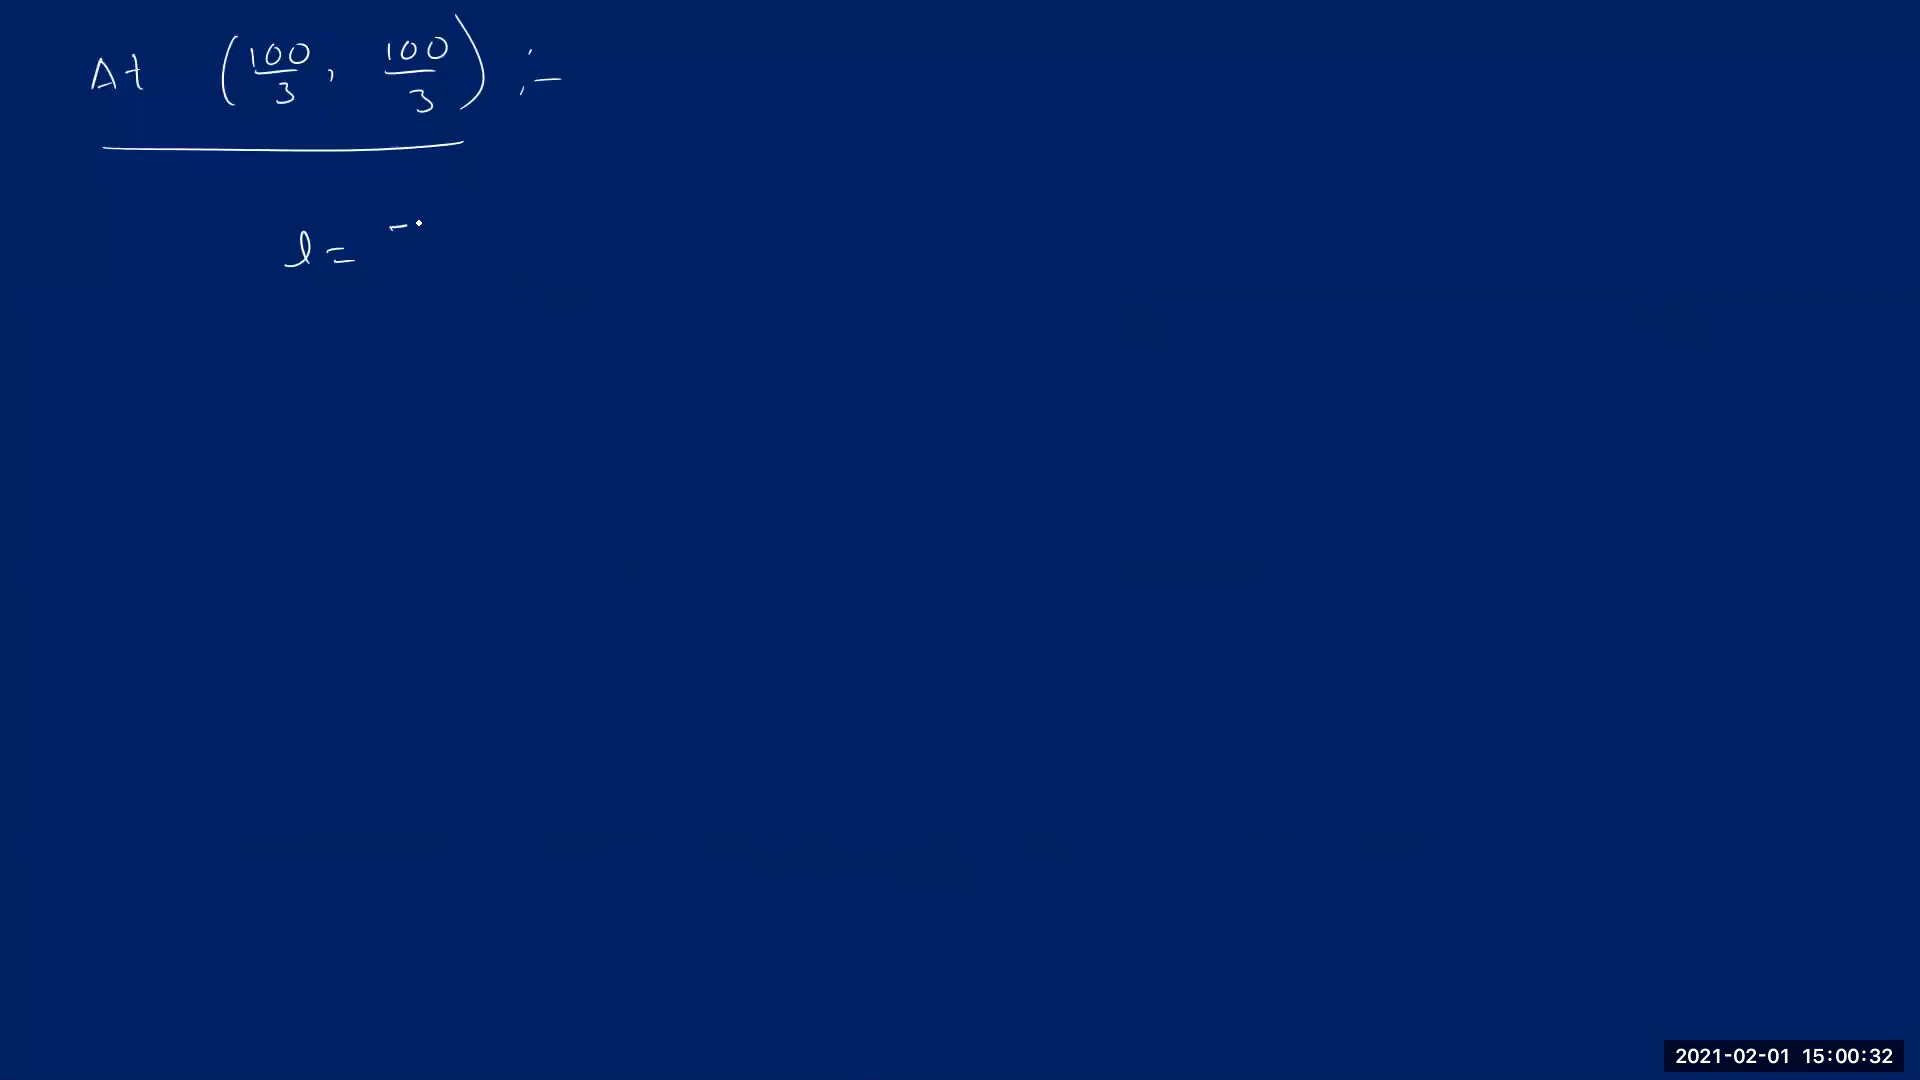 At (100/3, 100/3) :-
l = -
2021-02-01 15:00:32